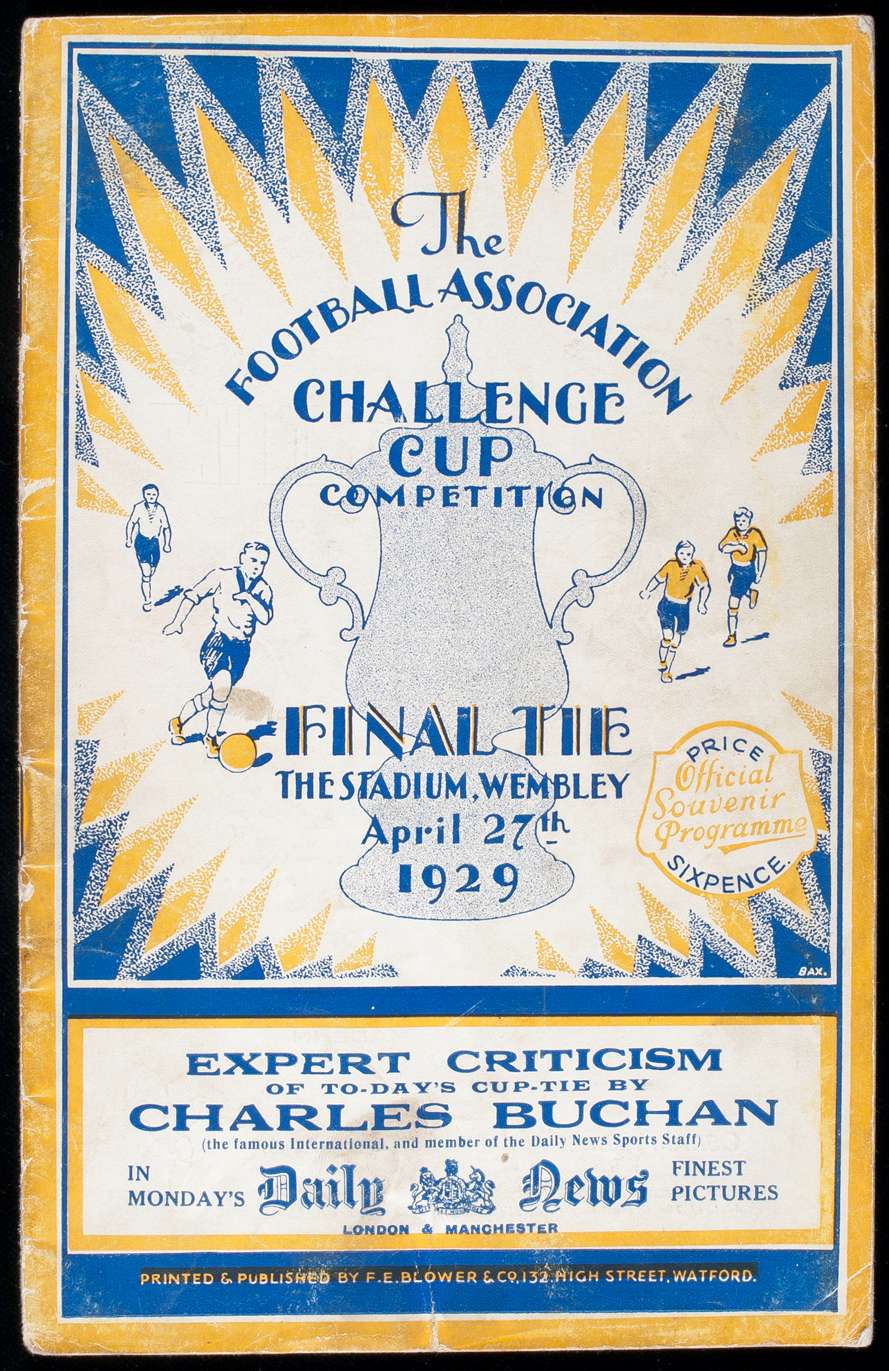 The
FOOTBALL ASSOCIATION
CHALLENGE
CUP
COMPETITION
FINAL TIE
THE STADIUM, WEMBLEY
April 27th
1929
PRICE
Official
Souvenir
Programme
SIXPENCE.
BAX.
EXPERT CRITICISM
OF TO-DAY'S CUP-TIE BY
CHARLES BUCHAN
(the famous International, and member of the Daily News Sports Staff)
IN
MONDAY'S
Daily News
FINEST
PICTURES
LONDON & MANCHESTER
PRINTED & PUBLISHED BY F.E.BLOWER & CO, 132 HIGH STREET, WATFORD.